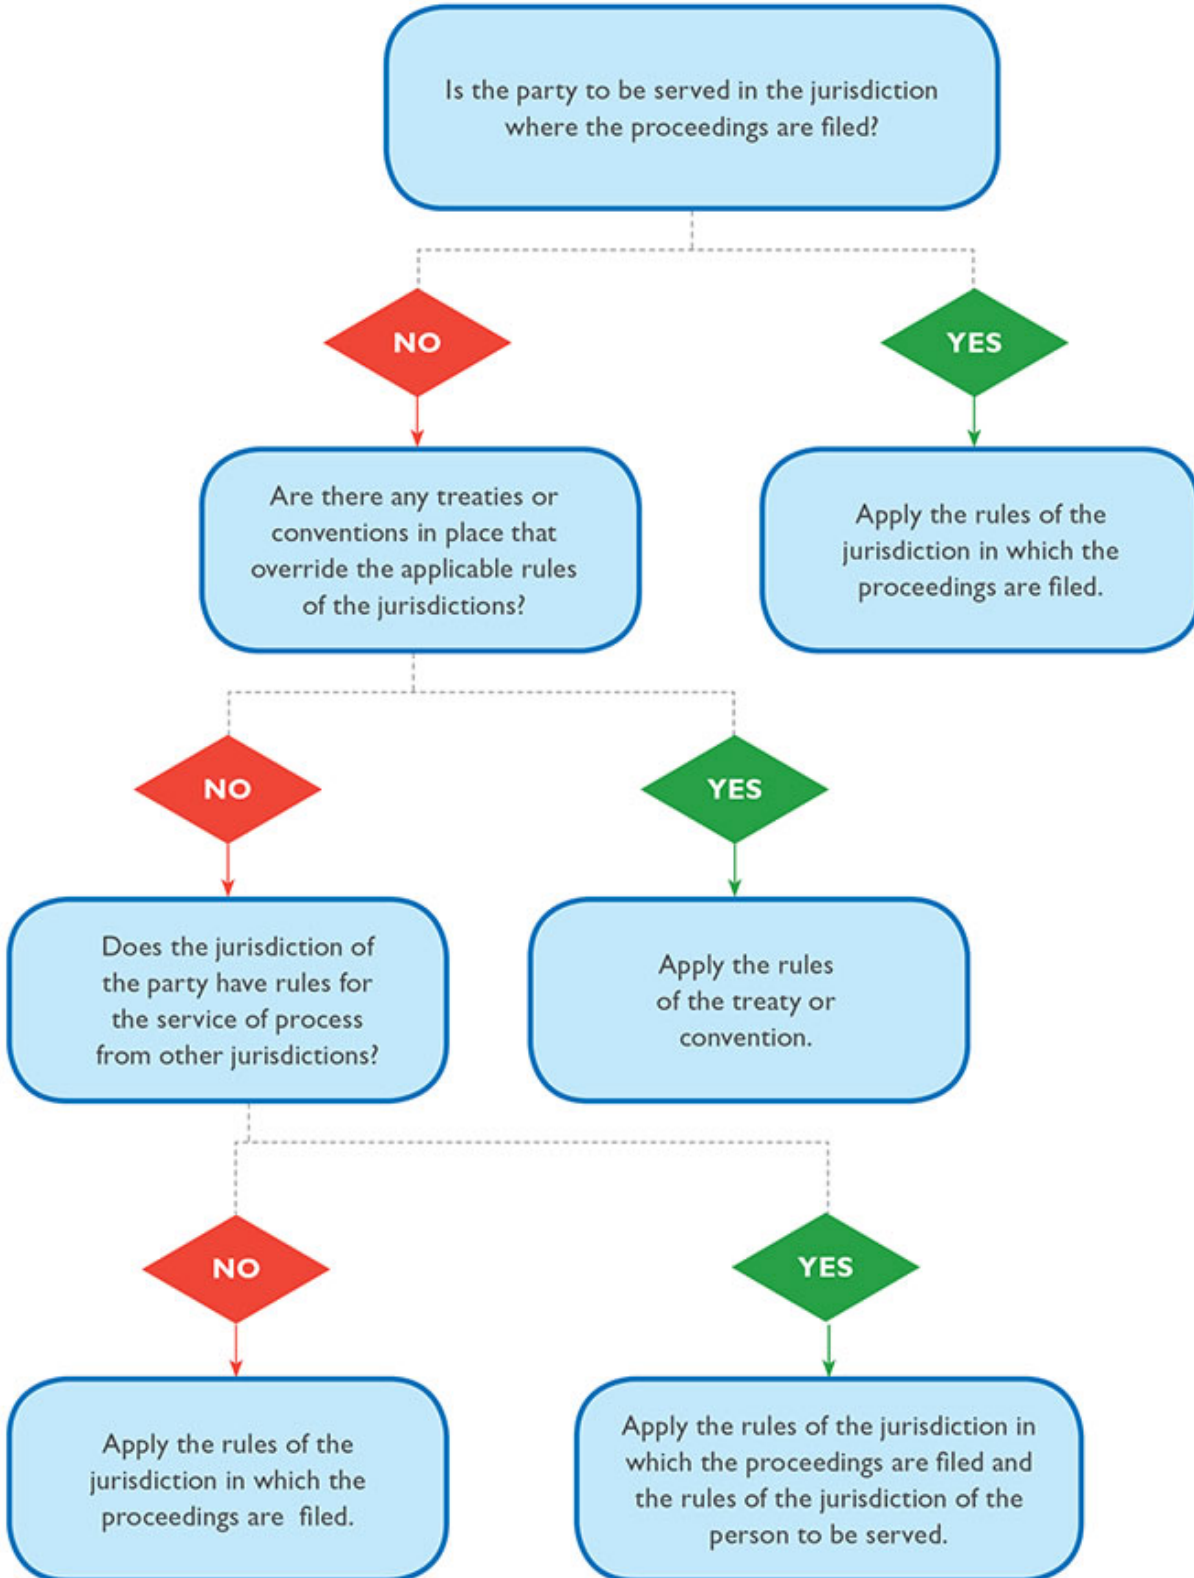 Is the party to be served in the jurisdiction
where the proceedings are filed?
NO
YES
Are there any treaties or
conventions in place that
override the applicable rules
of the jurisdictions?
Apply the rules of the
jurisdiction in which the
proceedings are filed.
NO
YES
Does the jurisdiction of
the party have rules for
the service of process
from other jurisdictions?
Apply the rules
of the treaty or
convention.
NO
YES
Apply the rules of the
jurisdiction in which the
proceedings are filed.
Apply the rules of the jurisdiction in
which the proceedings are filed and
the rules of the jurisdiction of the
person to be served.